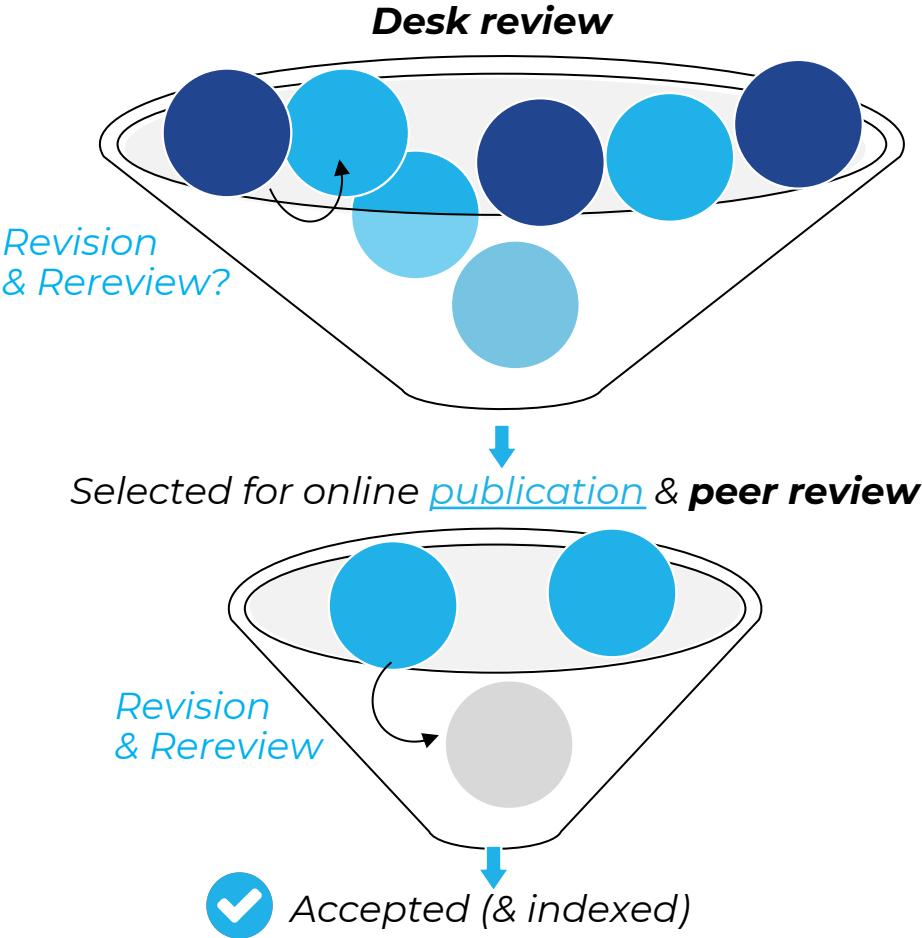 Desk review
Revision
& Rereview?
Selected for online publication & peer review
Revision
& Rereview
Accepted (& indexed)